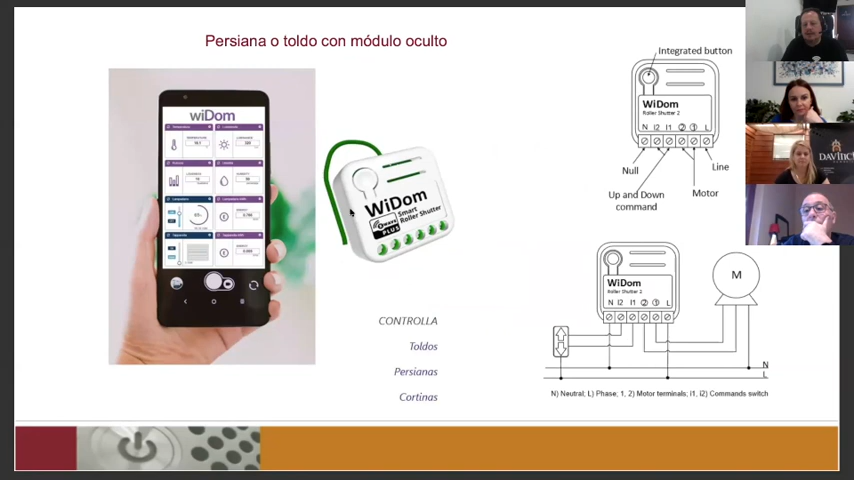 Persiana o toldo con módulo oculto
wiDom
WiDom
Smart
Roller Shutter
PLUS
CONTROLLA
Toldos
Persianas
Cortinas
Integrated button
WiDom
Roller Shutter 2
N I2 I1 2 1 L
Null
Line
Up and Down
command
Motor
WiDom
Roller Shutter 2
N I2 I1 2 1 L
M
N
L
N) Neutral; L) Phase; 1, 2) Motor terminals; i1, i2) Commands switch
DAVINCI